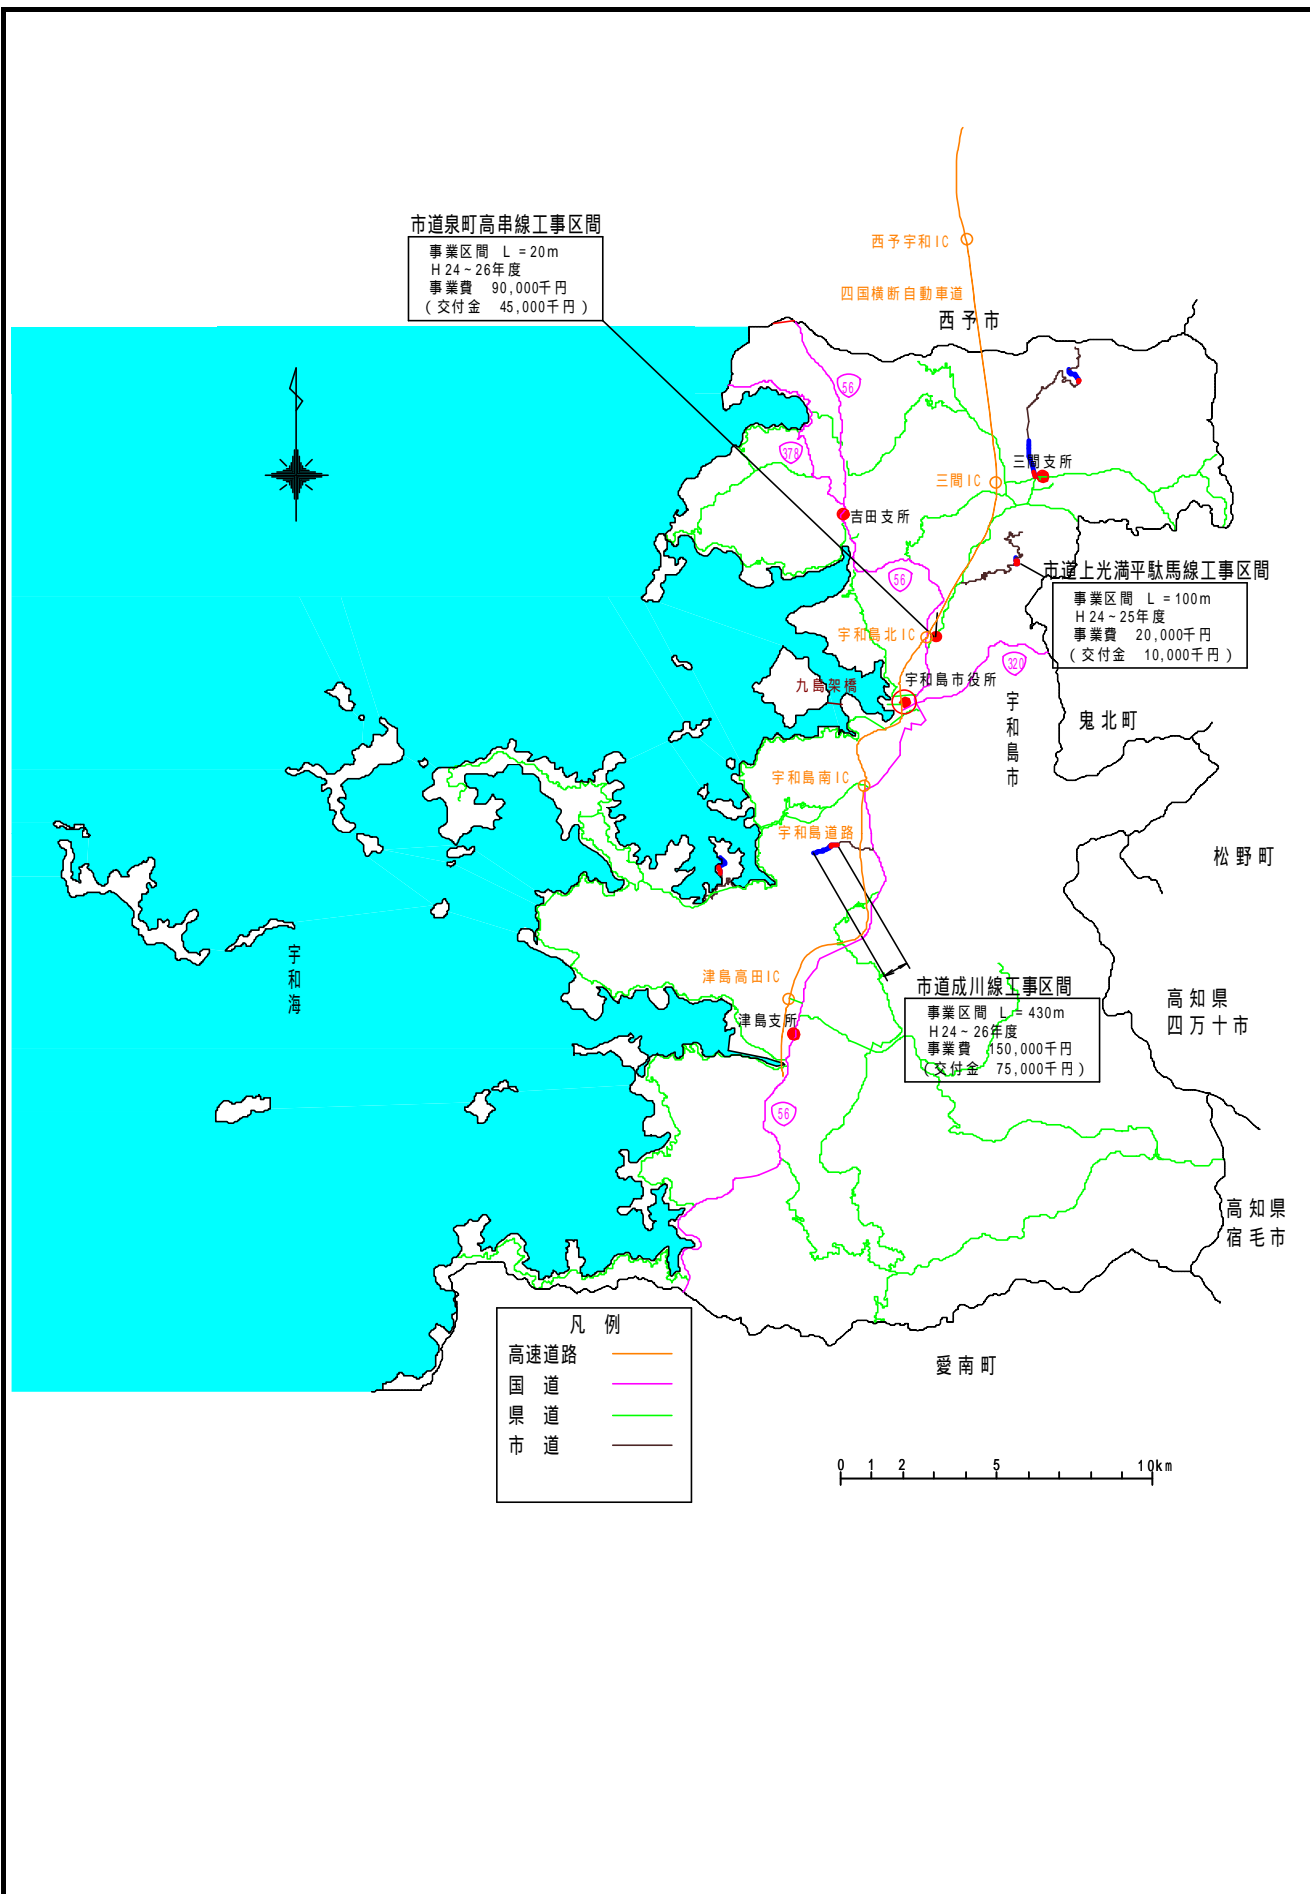 市道泉町高串線工事区間
事業区間 L=20m
H24~26年度
事業費 90,000千円
(交付金 45,000千円)
西予宇和IC
四国横断自動車道
西予市
56
378
三間支所
三間IC
吉田支所
56
市道上光満平駄馬線工事区間
事業区間 L=100m
H24~25年度
事業費 20,000千円
(交付金 10,000千円)
宇和島北IC
320
九島架橋
宇和島市役所
宇和島市
鬼北町
宇和島南IC
宇和島道路
松野町
宇和海
津島高田IC
津島支所
市道成川線工事区間
事業区間 L=430m
H24~26年度
事業費 150,000千円
(交付金 75,000千円)
高知県
四万十市
56
高知県
宿毛市
愛南町
凡例
高速道路
国道
県道
市道
0 1 2 5 10km